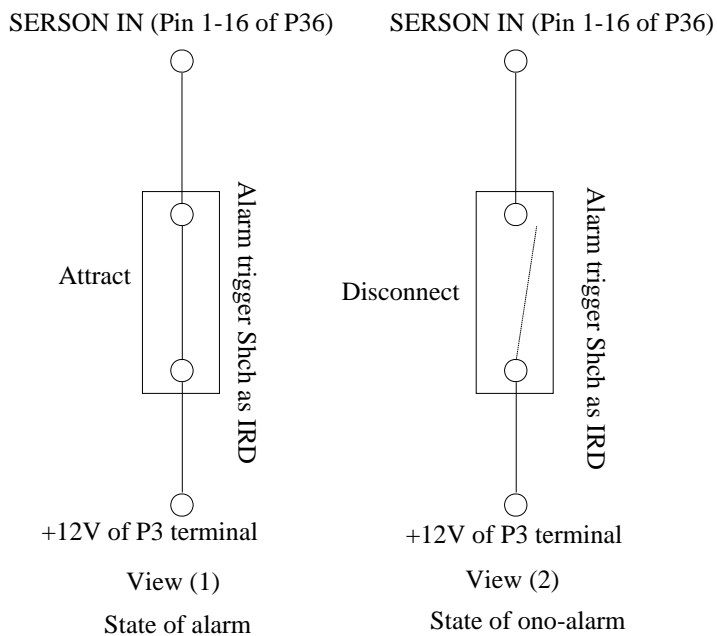 SERSON IN (Pin 1-16 of P36)
Attract
Alarm trigger Shch as IRD
+12V of P3 terminal
View (1)
State of alarm
SERSON IN (Pin 1-16 of P36)
Disconnect
Alarm trigger Shch as IRD
+12V of P3 terminal
View (2)
State of ono-alarm